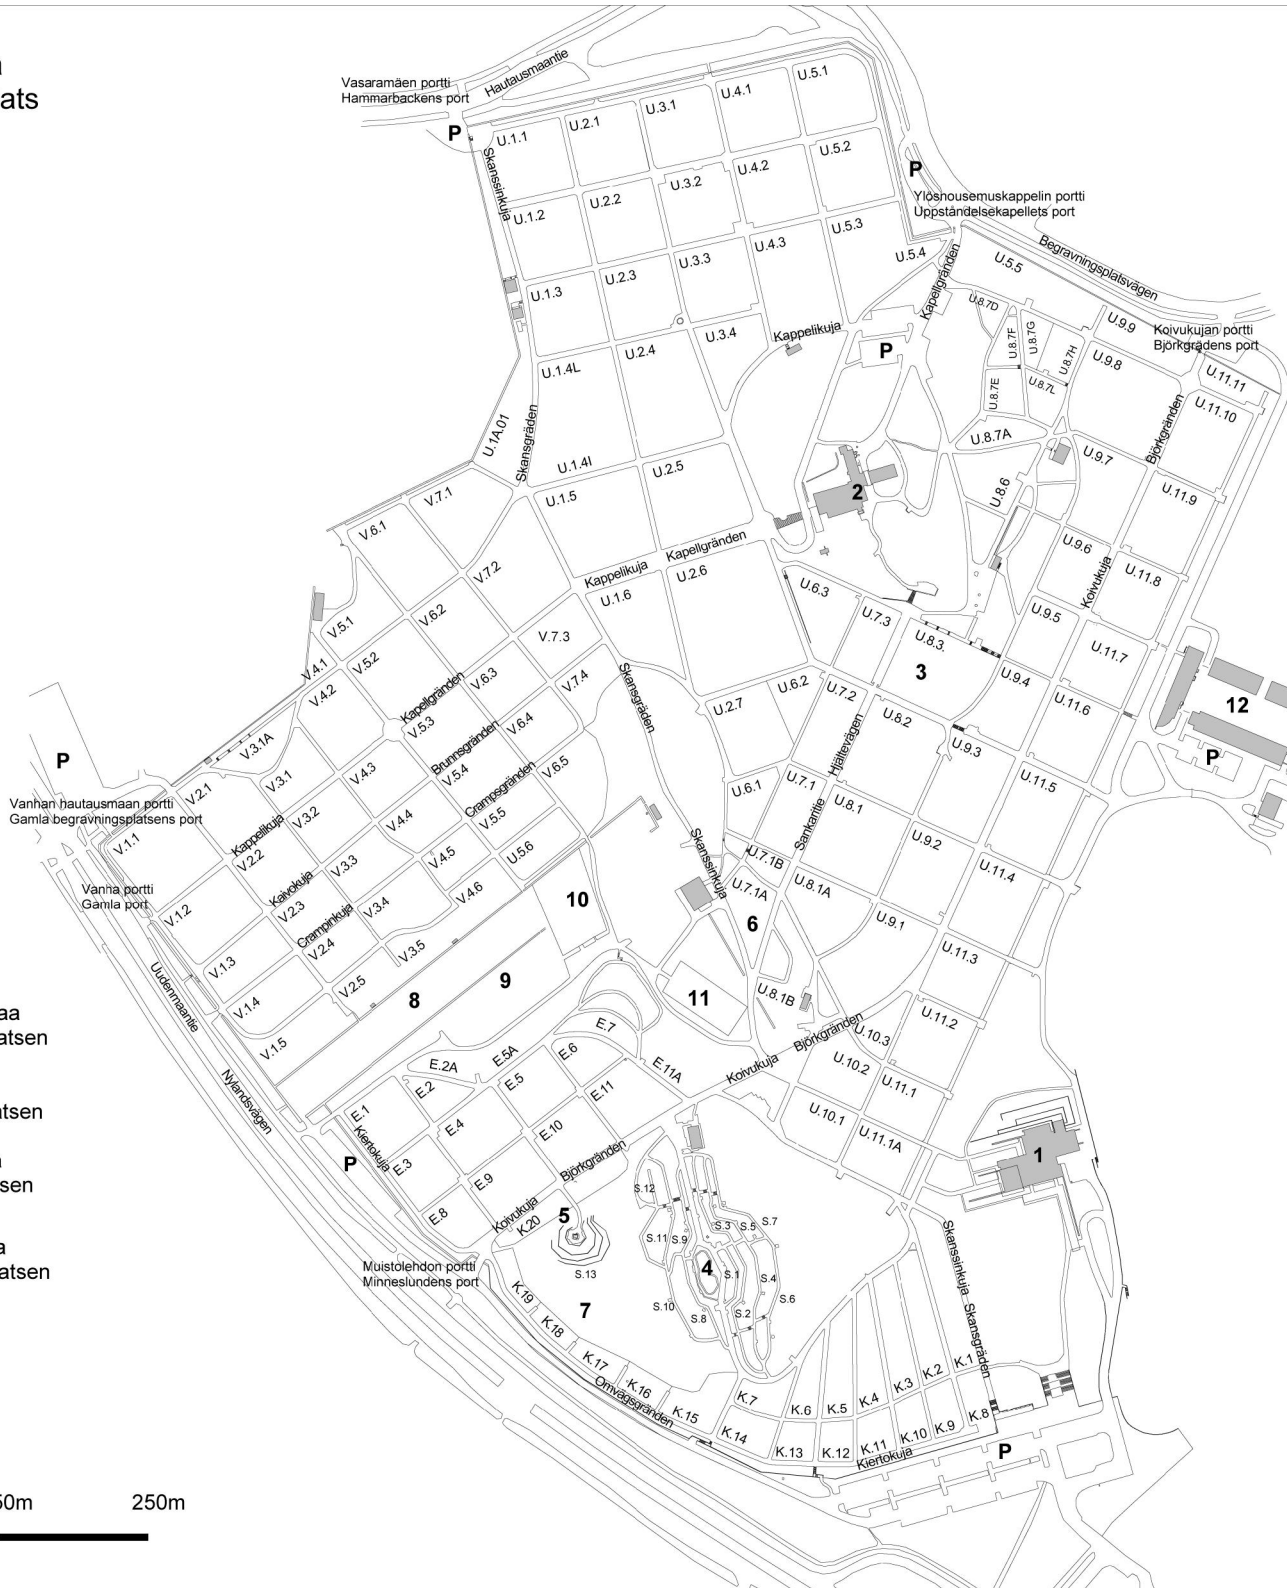 a
ats
Vasaramäen portti
Hammarbackens port
Hautausmaantie
P
U.1.1
U.2.1
U.3.1
U.4.1
U.5.1
Skanssinkuja
U.1.2
U.2.2
U.3.2
U.4.2
U.5.2
P
Ylösnousemuskappelin portti
Uppståndelsekapellets port
U.1.3
U.2.3
U.3.3
U.4.3
U.5.3
U.5.4
Kapellgränden
U.5.5
Begravningsplatsvägen
U.1.4L
U.2.4
U.3.4
Kappelikuja
P
U.8.7D
U.8.7F
U.8.7G
U.8.7H
U.8.7E
U.8.7L
U.9.9
Koivukujan portti
Björkgrädens port
U.9.8
U.11.11
U.11.10
Björkgränden
U.1A.01
Skansgräden
U.1.4I
U.2.5
U.8.7A
U.9.7
U.11.9
2
U.8.6
V.7.1
U.1.5
V.6.1
Kappelikuja
Kapellgränden
U.9.6
Koivukuja
U.11.8
V.7.2
U.1.6
U.2.6
U.6.3
U.7.3
U.8.3.
U.9.5
U.11.7
V.5.1
V.6.2
V.7.3
3
U.9.4
U.11.6
12
P
V.4.1
V.5.2
V.6.3
V.7.4
Skansgräden
U.2.7
U.6.2
U.7.2
U.8.2
U.9.3
V.4.2
Kapellgränden
V.5.3
V.6.4
Hjältevägen
U.11.5
V.3.1A
Brunnsgränden
V.5.4
V.6.5
Crampsgränden
U.6.1
U.7.1
U.8.1
Sankaritie
P
Vanhan hautausmaan portti
Gamla begravningsplatsens port
V.2.1
V.3.1
V.4.3
V.5.5
V.1.1
Kappelikuja
V.3.2
V.4.4
U.5.6
Skanssinkuja
U.7.1B
U.9.2
U.11.4
V.2.2
V.3.3
V.4.5
U.7.1A
U.8.1A
Vanha portti
Gamla port
Kaivokuja
V.4.6
10
V.1.2
V.2.3
V.3.4
6
U.9.1
Crampinkuja
V.2.4
V.3.5
U.11.3
V.1.3
V.2.5
9
8
11
U.8.1B
Uudenmaantie
V.1.4
V.1.5
aa
atsen
E.7
U.10.3
U.11.2
Björkgränden
Koivukuja
E.2A
E.5A
E.6
E.11A
U.10.2
U.11.1
Nylandsvägen
E.1
E.2
E.5
E.11
U.10.1
U.11.1A
atsen
Kiertokuja
E.4
E.10
1
P
E.3
Björkgränden
a
sen
E.9
S.12
E.8
Koivukuja
K.20
5
S.11
S.9
S.3
S.5
S.7
a
atsen
Muistolehdon portti
Minneslundens port
S.13
4
S.1
S.4
S.6
S.10
S.8
S.2
7
Skanssinkuja
Skansgräden
K.19
K.18
K.17
K.16
K.15
Omvägsgränden
K.7
K.6
K.5
K.4
K.3
K.2
K.1
K.14
K.13
K.12
K.11
K.10
K.9
K.8
Kiertokuja
P
50m
250m